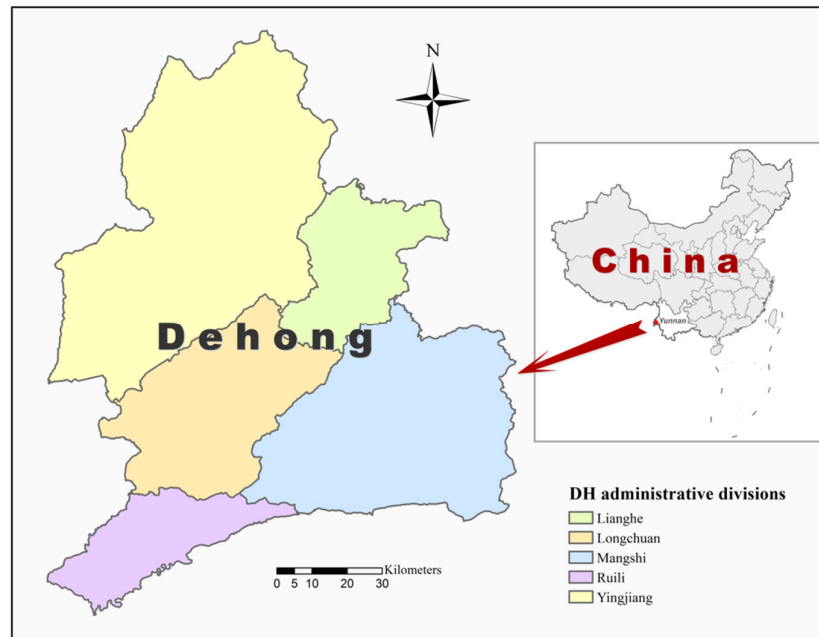 N
China
Yunnan
Dehong
DH administrative divisions
Lianghe
Longchuan
Mangshi
Ruili
Yingjiang
Kilometers
0 5 10 20 30